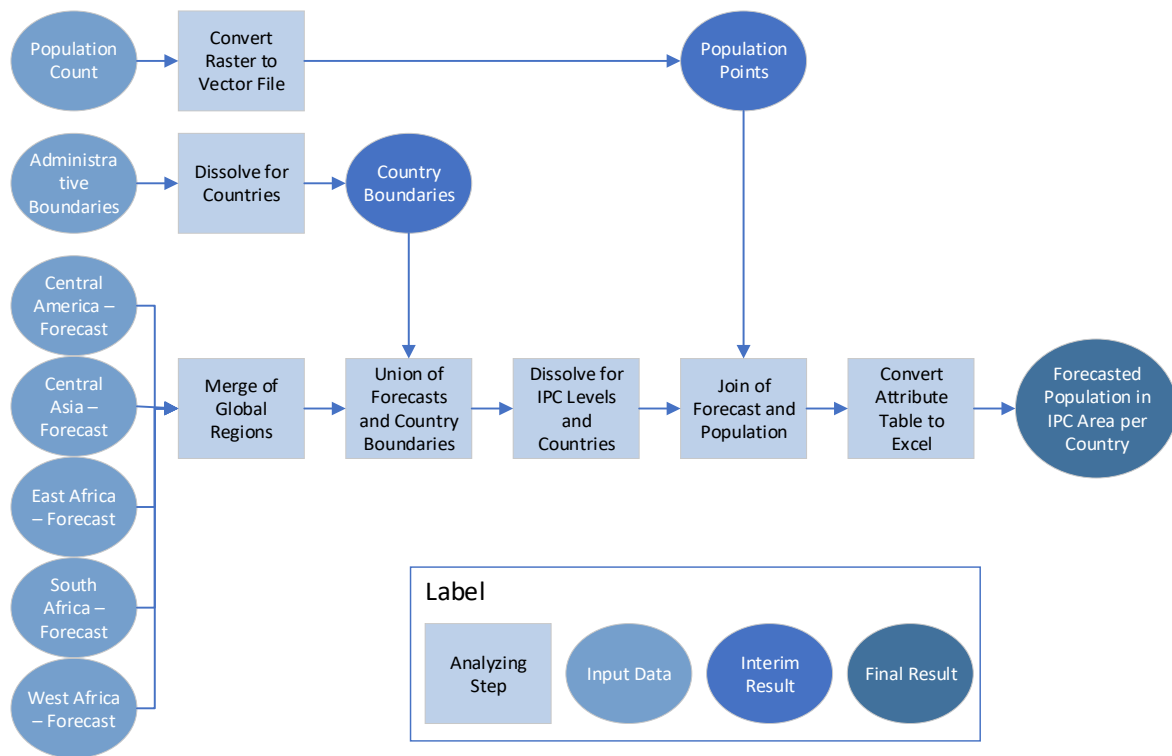 Population
Count
Convert
Raster to
Vector File
Population
Points
Administra
tive
Boundaries
Dissolve for
Countries
Country
Boundaries
Central
America –
Forecast
Central
Asia –
Forecast
East Africa
– Forecast
South
Africa –
Forecast
West Africa
– Forecast
Merge of
Global
Regions
Union of
Forecasts
and Country
Boundaries
Dissolve for
IPC Levels
and
Countries
Join of
Forecast and
Population
Convert
Attribute
Table to
Excel
Forecasted
Population in
IPC Area per
Country
Label
Analyzing
Step
Input Data
Interim
Result
Final Result